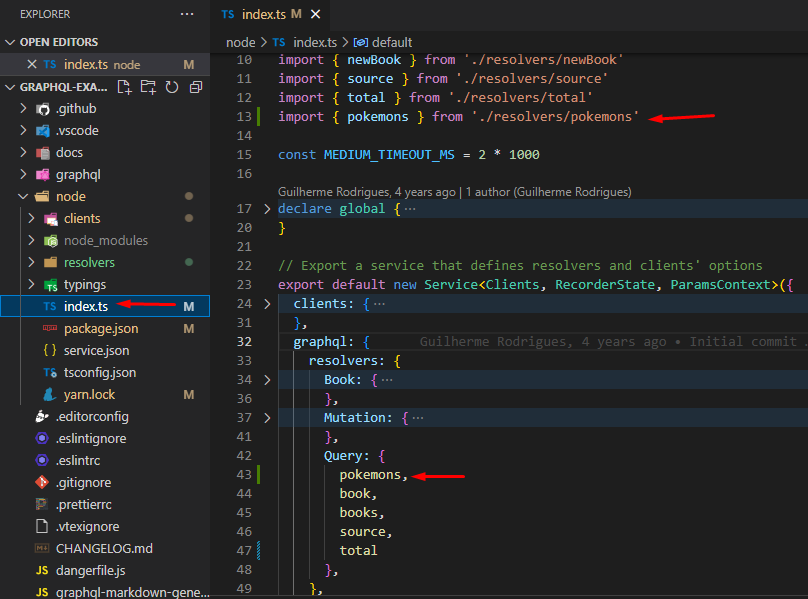 EXPLORER ···
OPEN EDITORS
TS index.ts node M
GRAPHQL-EXA...
.github
.vscode
docs
graphql
node
clients
node_modules
resolvers
typings
TS index.ts M
package.json M
{ } service.json
TS tsconfig.json
yarn.lock M
.editorconfig
.eslintignore
.eslintrc
.gitignore
.prettierrc
.vtexignore
CHANGELOG.md
JS dangerfile.js
JS graphql-markdown-gene...
TS index.ts M
node > TS index.ts > default
10 import { newBook } from './resolvers/newBook'
11 import { source } from './resolvers/source'
12 import { total } from './resolvers/total'
13 import { pokemons } from './resolvers/pokemons'
14
15 const MEDIUM_TIMEOUT_MS = 2 * 1000
16
Guilherme Rodrigues, 4 years ago | 1 author (Guilherme Rodrigues)
17 declare global { ···
20 }
21
22 // Export a service that defines resolvers and clients' options
23 export default new Service<Clients, RecorderState, ParamsContext>({
24 clients: { ···
31 },
32 graphql: { Guilherme Rodrigues, 4 years ago • Initial commit .
33 resolvers: {
34 Book: { ···
36 },
37 Mutation: { ···
41 },
42 Query: {
43 pokemons,
44 book,
45 books,
46 source,
47 total
48 },
49 },